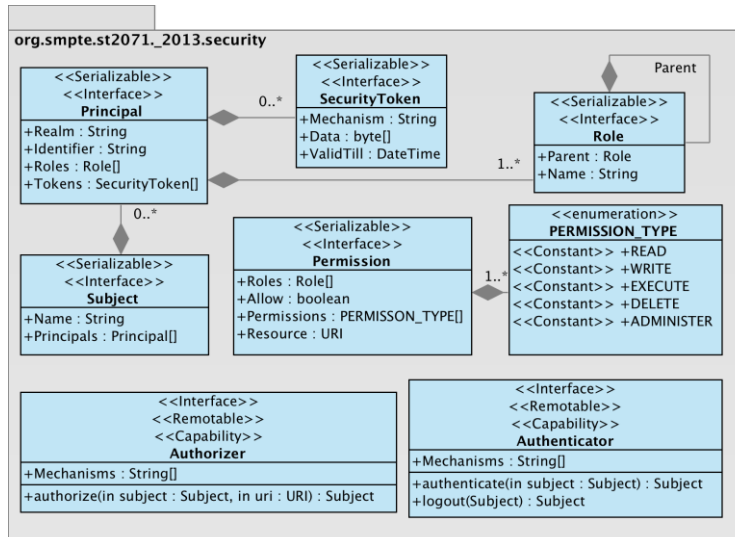 org.smpte.st2071._2013.security
<<Serializable>>
<<Interface>>
Principal
+Realm : String
+Identifier : String
+Roles : Role[]
+Tokens : SecurityToken[]
0..*
<<Serializable>>
<<Interface>>
SecurityToken
+Mechanism : String
+Data : byte[]
+ValidTill : DateTime
Parent
<<Serializable>>
<<Interface>>
Role
+Parent : Role
+Name : String
1..*
0..*
<<Serializable>>
<<Interface>>
Subject
+Name : String
+Principals : Principal[]
<<Serializable>>
<<Interface>>
Permission
+Roles : Role[]
+Allow : boolean
+Permissions : PERMISSON_TYPE[]
+Resource : URI
1..*
<<enumeration>>
PERMISSION_TYPE
<<Constant>> +READ
<<Constant>> +WRITE
<<Constant>> +EXECUTE
<<Constant>> +DELETE
<<Constant>> +ADMINISTER
<<Interface>>
<<Remotable>>
<<Capability>>
Authorizer
+Mechanisms : String[]
+authorize(in subject : Subject, in uri : URI) : Subject
<<Interface>>
<<Remotable>>
<<Capability>>
Authenticator
+Mechanisms : String[]
+authenticate(in subject : Subject) : Subject
+logout(Subject) : Subject